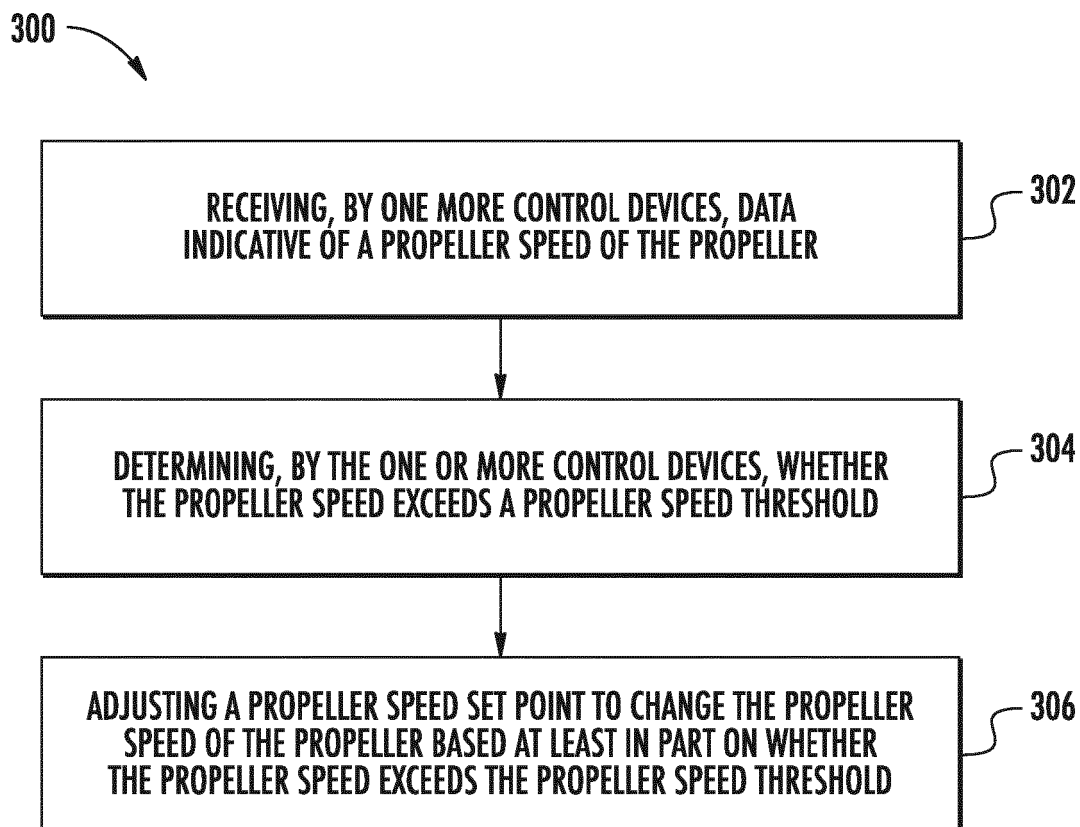 300
RECEIVING, BY ONE MORE CONTROL DEVICES, DATA
INDICATIVE OF A PROPELLER SPEED OF THE PROPELLER
302
DETERMINING, BY THE ONE OR MORE CONTROL DEVICES, WHETHER
THE PROPELLER SPEED EXCEEDS A PROPELLER SPEED THRESHOLD
304
ADJUSTING A PROPELLER SPEED SET POINT TO CHANGE THE PROPELLER
SPEED OF THE PROPELLER BASED AT LEAST IN PART ON WHETHER
THE PROPELLER SPEED EXCEEDS THE PROPELLER SPEED THRESHOLD
306